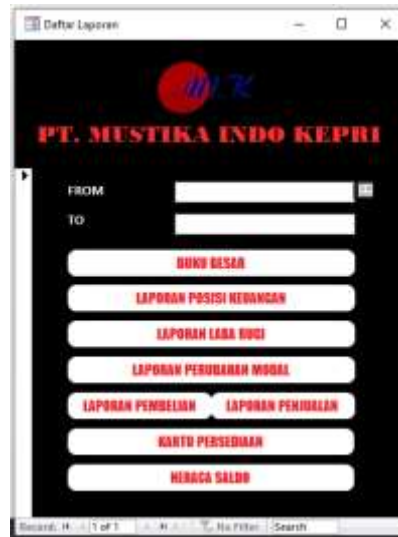 Daftar Laporan
PT. MUSTIKA INDO KEPRI
FROM
TO
BUKU BESAR
LAPORAN POSISI KEUANGAN
LAPORAN LABA RUGI
LAPORAN PERUBAHAN MODAL
LAPORAN PEMBELIAN LAPORAN PENJUALAN
KARTU PERSEDIAAN
NERACA SALDO
Record: 1 of 1 No Filter Search